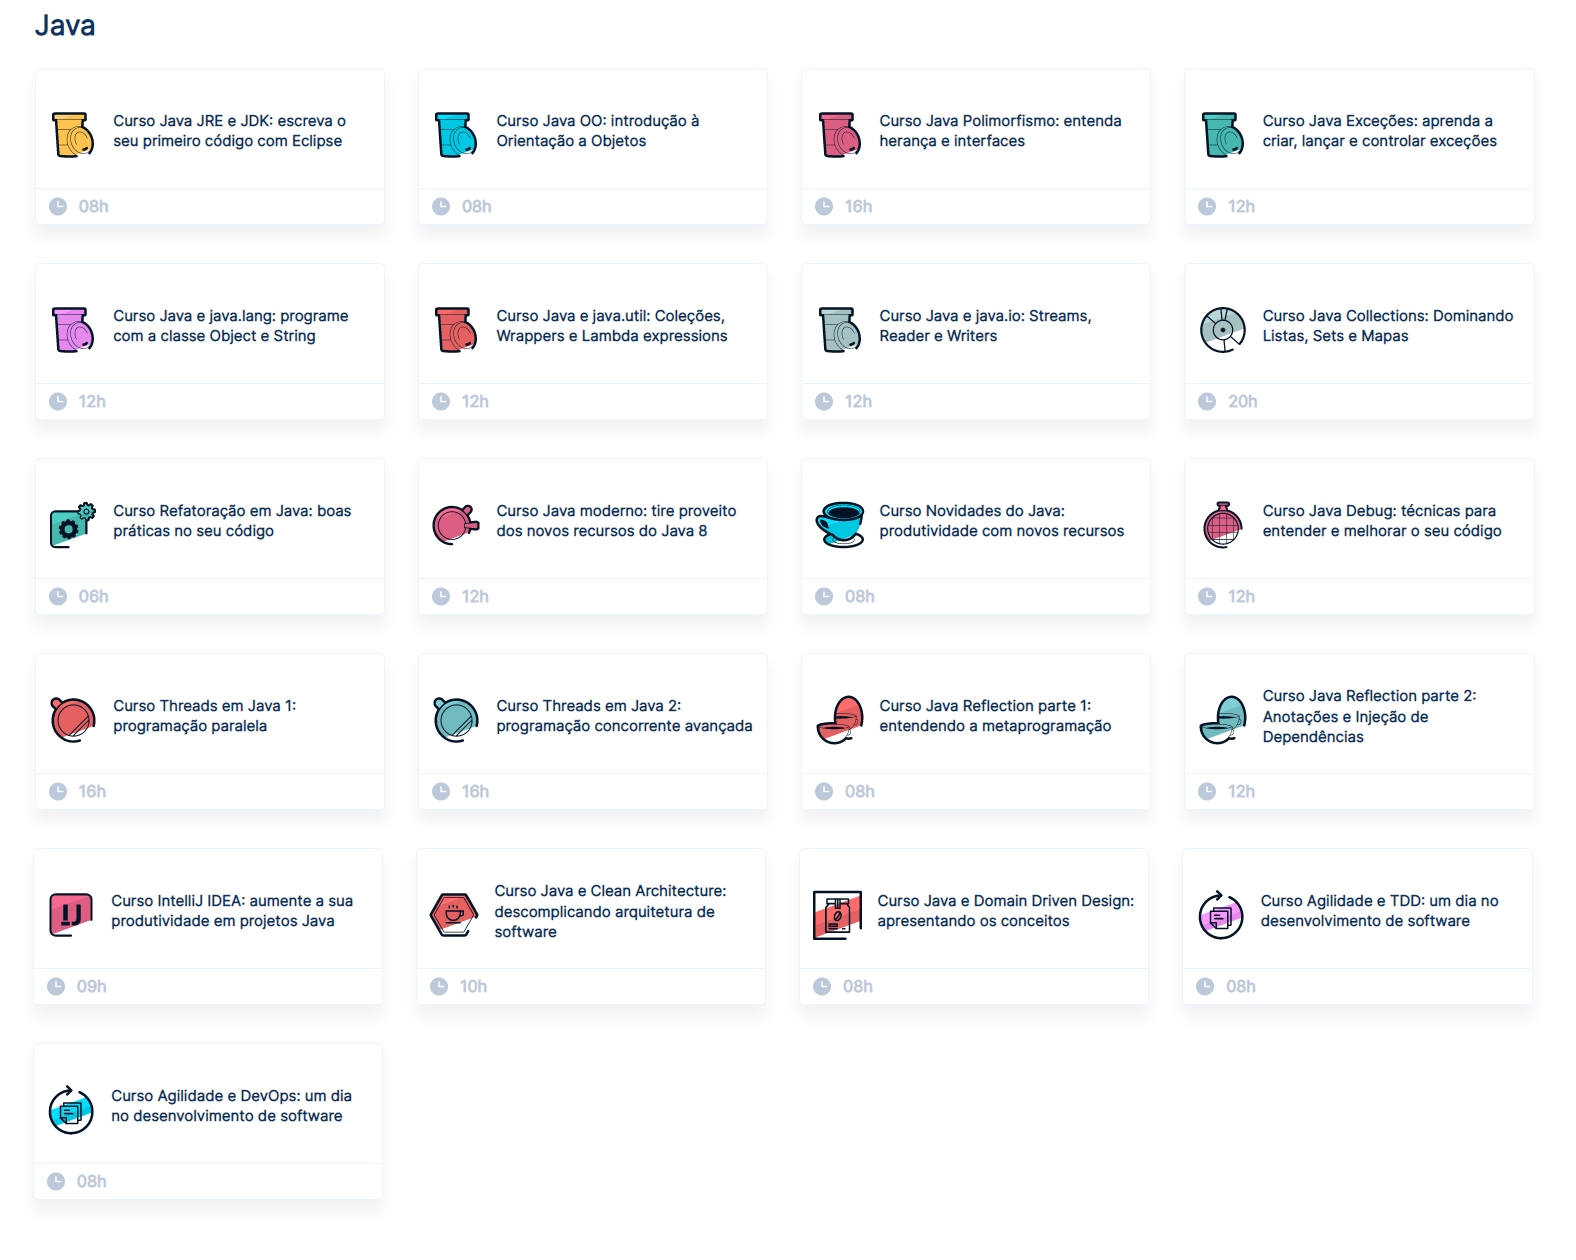 Java
Curso Java JRE e JDK: escreva o
seu primeiro código com Eclipse
08h
Curso Java OO: introdução à
Orientação a Objetos
08h
Curso Java Polimorfismo: entenda
herança e interfaces
16h
Curso Java Exceções: aprenda a
criar, lançar e controlar exceções
12h
Curso Java e java.lang: programe
com a classe Object e String
12h
Curso Java e java.util: Coleções,
Wrappers e Lambda expressions
12h
Curso Java e java.io: Streams,
Reader e Writers
12h
Curso Java Collections: Dominando
Listas, Sets e Mapas
20h
Curso Refatoração em Java: boas
práticas no seu código
06h
Curso Java moderno: tire proveito
dos novos recursos do Java 8
12h
Curso Novidades do Java:
produtividade com novos recursos
08h
Curso Java Debug: técnicas para
entender e melhorar o seu código
12h
Curso Threads em Java 1:
programação paralela
16h
Curso Threads em Java 2:
programação concorrente avançada
16h
Curso Java Reflection parte 1:
entendendo a metaprogramação
08h
Curso Java Reflection parte 2:
Anotações e Injeção de
Dependências
12h
IJ
Curso IntelliJ IDEA: aumente a sua
produtividade em projetos Java
09h
Curso Java e Clean Architecture:
descomplicando arquitetura de
software
10h
Curso Java e Domain Driven Design:
apresentando os conceitos
08h
Curso Agilidade e TDD: um dia no
desenvolvimento de software
08h
Curso Agilidade e DevOps: um dia
no desenvolvimento de software
08h